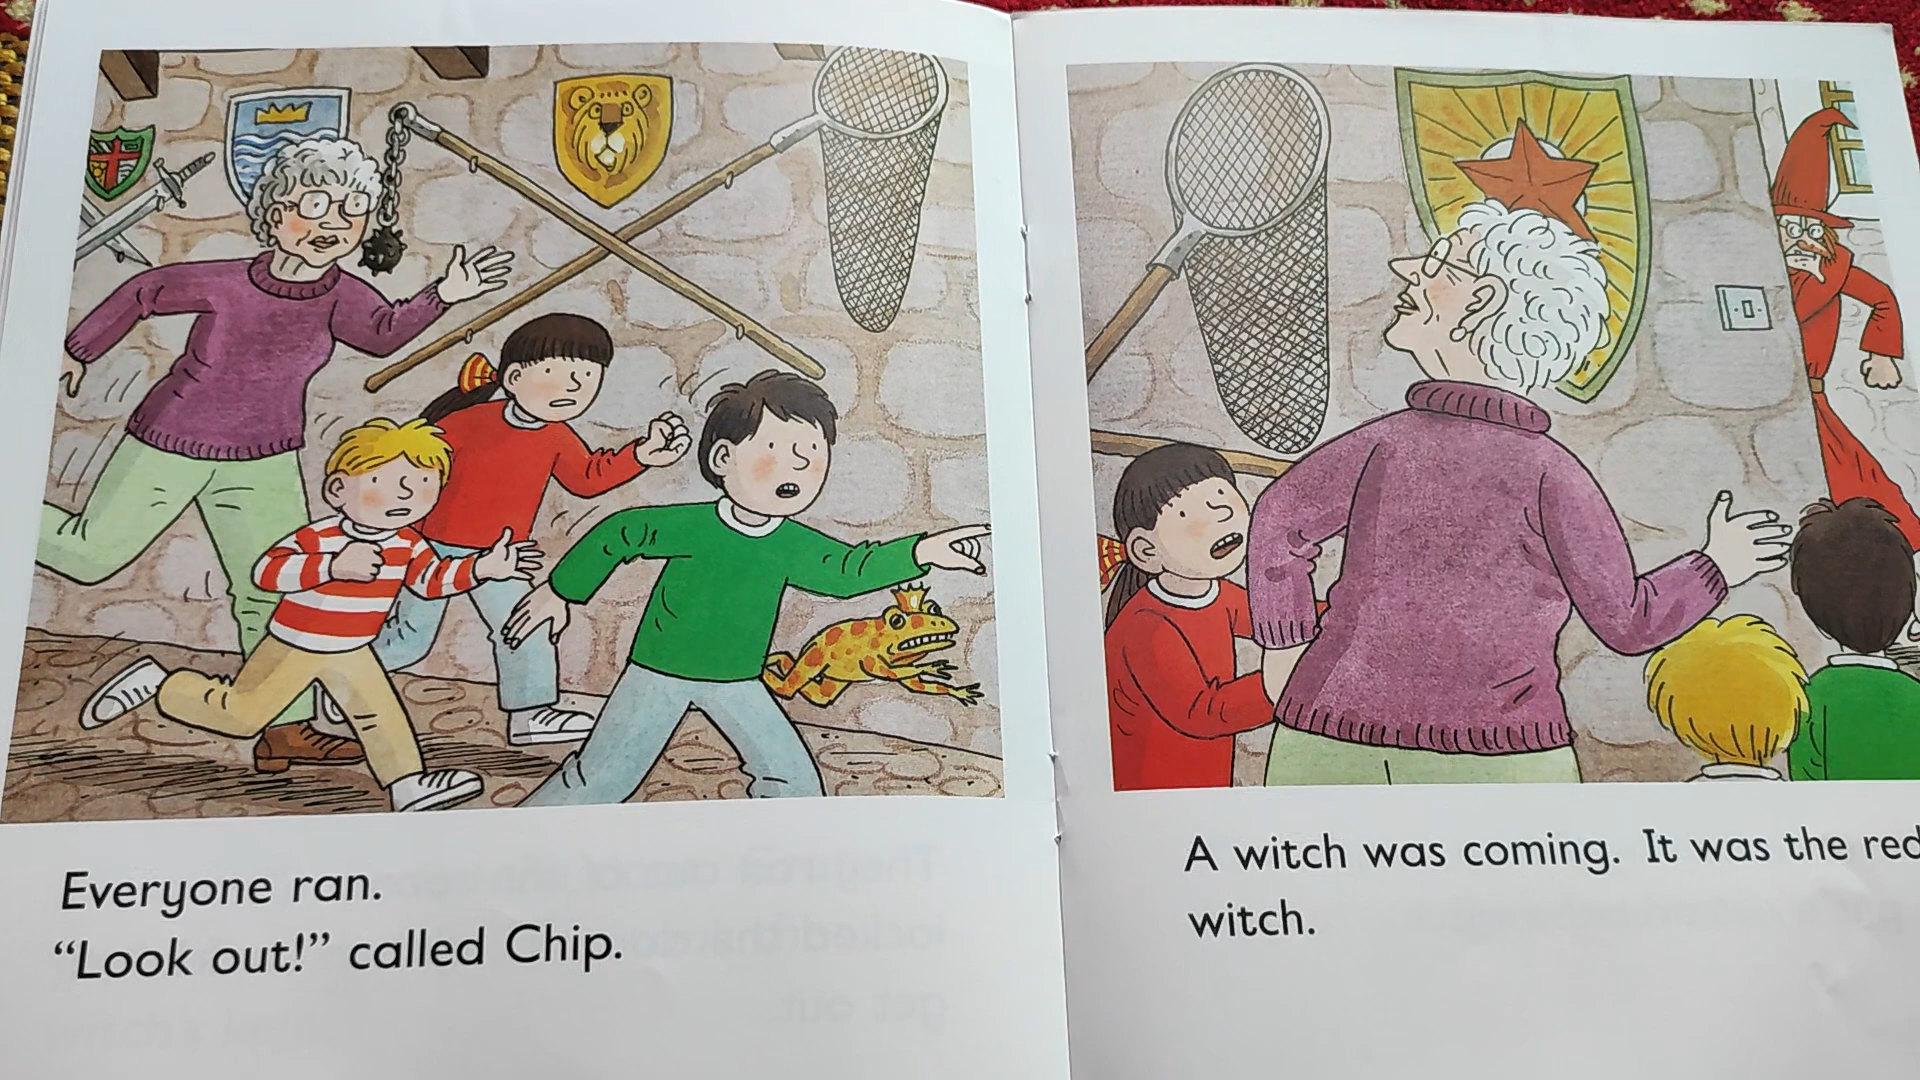 Everyone ran.
“Look out!” called Chip.
A witch was coming. It was the red
witch.